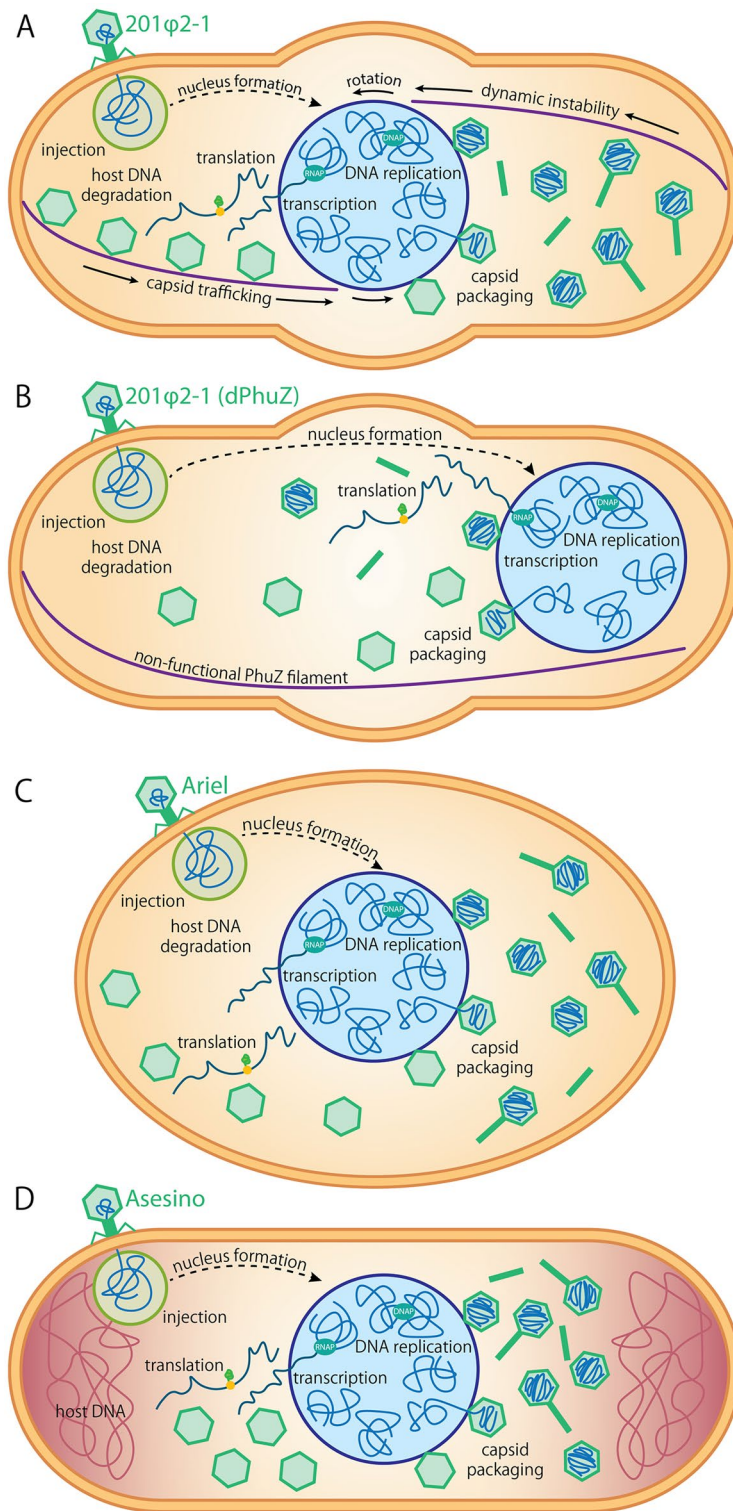 A
201φ2-1
nucleus formation
rotation
dynamic instability
injection
host DNA
degradation
translation
DNAP
RNAP
DNA replication
transcription
capsid trafficking
capsid
packaging
B
201φ2-1 (dPhuZ)
nucleus formation
injection
host DNA
degradation
translation
DNAP
RNAP
DNA replication
transcription
capsid
packaging
non-functional PhuZ filament
C
Ariel
nucleus formation
injection
host DNA
degradation
DNAP
RNAP
DNA replication
transcription
translation
capsid
packaging
D
Asesino
nucleus formation
injection
DNAP
RNAP
DNA replication
translation
transcription
host DNA
capsid
packaging